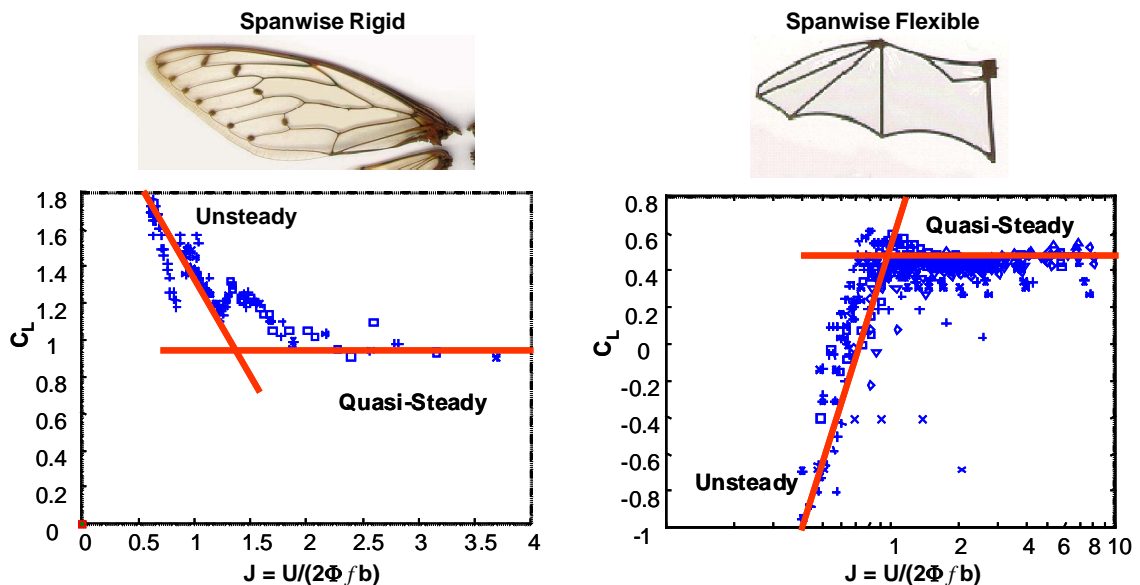 Spanwise Rigid
Spanwise Flexible
1.8
1.6
1.4
1.2
1
0.8
0.6
0.4
0.2
0
C_L
Unsteady
Quasi-Steady
0 0.5 1 1.5 2 2.5 3 3.5 4
J = U/(2Φfb)
0.8
0.6
0.4
0.2
0
-0.2
-0.4
-0.6
-0.8
-1
C_L
Quasi-Steady
Unsteady
1 2 4 6 8 10
J = U/(2Φfb)